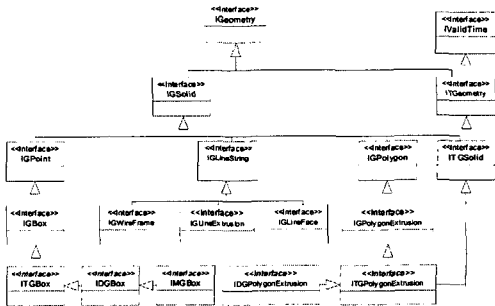 <<Interface>>
IGeometry
<<Interface>>
IValidTime
<<Interface>>
IGSolid
<<Interface>>
ITGeometry
<<Interface>>
IGPoint
<<Interface>>
IGLineString
<<Interface>>
IGPolygon
<<Interface>>
ITGSolid
<<Interface>>
IGBox
<<Interface>>
IGWireFrame
<<Interface>>
IGLineExtrusion
<<Interface>>
IGLineFace
<<Interface>>
IGPolygonExtrusion
<<Interface>>
ITGBox
<<Interface>>
IDGBox
<<Interface>>
IMGBox
<<Interface>>
IDGPolygonExtrusion
<<Interface>>
ITGPolygonExtrusion